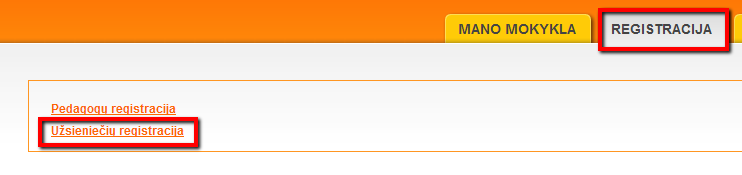 MANO MOKYKLA REGISTRACIJA
Pedagogų registracija
Užsieniečių registracija